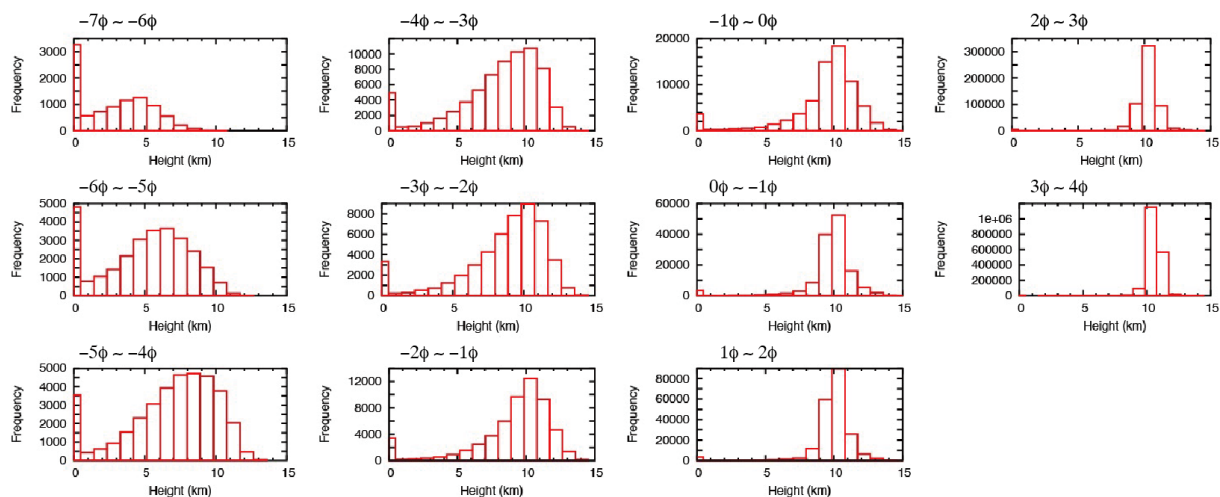 −7ϕ ~ −6ϕ
Frequency
3000
2000
1000
0
0 5 10 15
Height (km)
−6ϕ ~ −5ϕ
Frequency
5000
4000
3000
2000
1000
0
0 5 10 15
Height (km)
−5ϕ ~ −4ϕ
Frequency
5000
4000
3000
2000
1000
0
0 5 10 15
Height (km)
−4ϕ ~ −3ϕ
Frequency
10000
8000
6000
4000
2000
0
0 5 10 15
Height (km)
−3ϕ ~ −2ϕ
Frequency
8000
6000
4000
2000
0
0 5 10 15
Height (km)
−2ϕ ~ −1ϕ
Frequency
12000
8000
4000
0
0 5 10 15
Height (km)
−1ϕ ~ 0ϕ
Frequency
20000
10000
0
0 5 10 15
Height (km)
0ϕ ~ −1ϕ
Frequency
60000
40000
20000
0
0 5 10 15
Height (km)
1ϕ ~ 2ϕ
Frequency
80000
60000
40000
20000
0
0 5 10 15
Height (km)
2ϕ ~ 3ϕ
Frequency
300000
200000
100000
0
0 5 10 15
Height (km)
3ϕ ~ 4ϕ
Frequency
1e+06
800000
600000
400000
200000
0
0 5 10 15
Height (km)